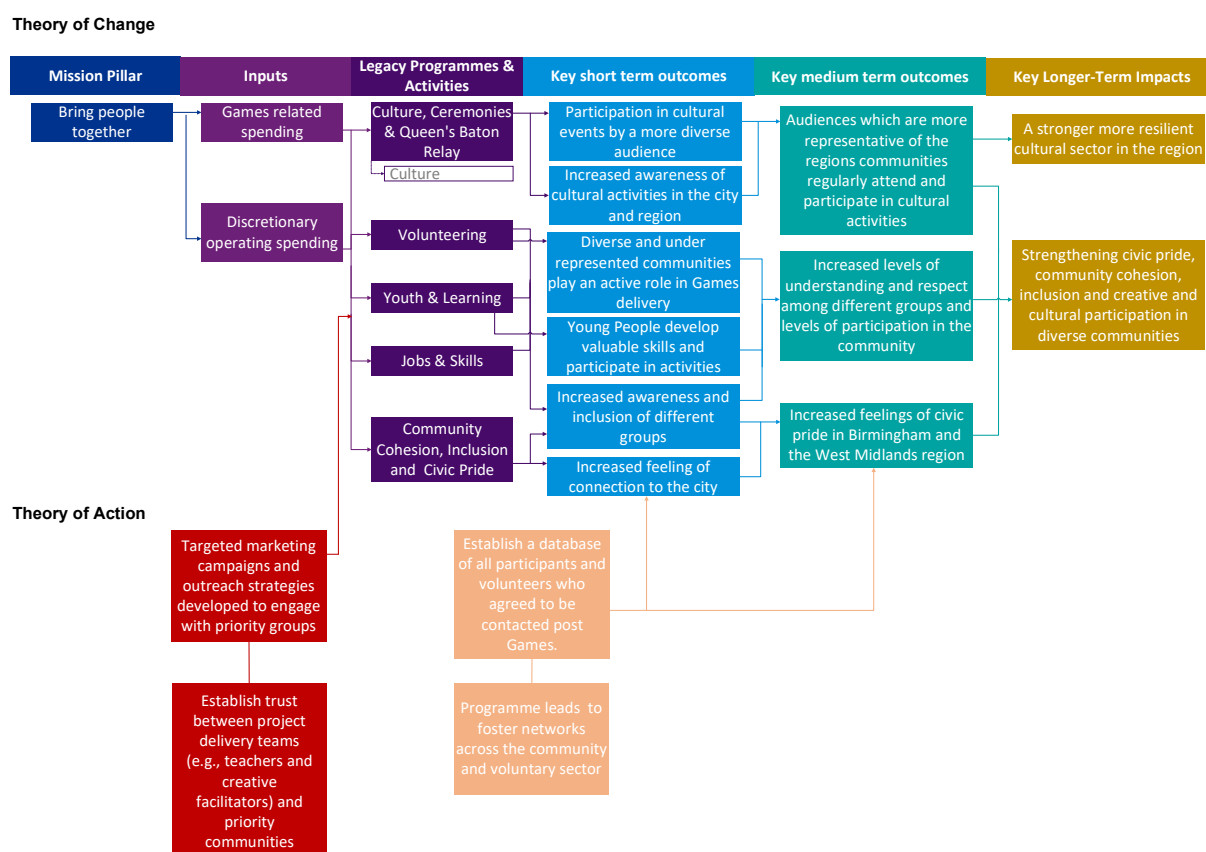 Theory of Change
Mission Pillar
Inputs
Legacy Programmes &
Activities
Key short term outcomes
Key medium term outcomes
Key Longer-Term Impacts
Bring people
together
Games related
spending
Discretionary
operating spending
Culture, Ceremonies
& Queen's Baton
Relay
Culture
Volunteering
Youth & Learning
Jobs & Skills
Community
Cohesion, Inclusion
and Civic Pride
Participation in cultural
events by a more diverse
audience
Increased awareness of
cultural activities in the city
and region
Diverse and under
represented communities
play an active role in Games
delivery
Young People develop
valuable skills and
participate in activities
Increased awareness and
inclusion of different
groups
Increased feeling of
connection to the city
Audiences which are more
representative of the
regions communities
regularly attend and
participate in cultural
activities
Increased levels of
understanding and respect
among different groups and
levels of participation in the
community
Increased feelings of civic
pride in Birmingham and
the West Midlands region
A stronger more resilient
cultural sector in the region
Strengthening civic pride,
community cohesion,
inclusion and creative and
cultural participation in
diverse communities
Theory of Action
Targeted marketing
campaigns and
outreach strategies
developed to engage
with priority groups
Establish trust
between project
delivery teams
(e.g., teachers and
creative
facilitators) and
priority
communities
Establish a database
of all participants and
volunteers who
agreed to be
contacted post
Games.
Programme leads to
foster networks
across the community
and voluntary sector